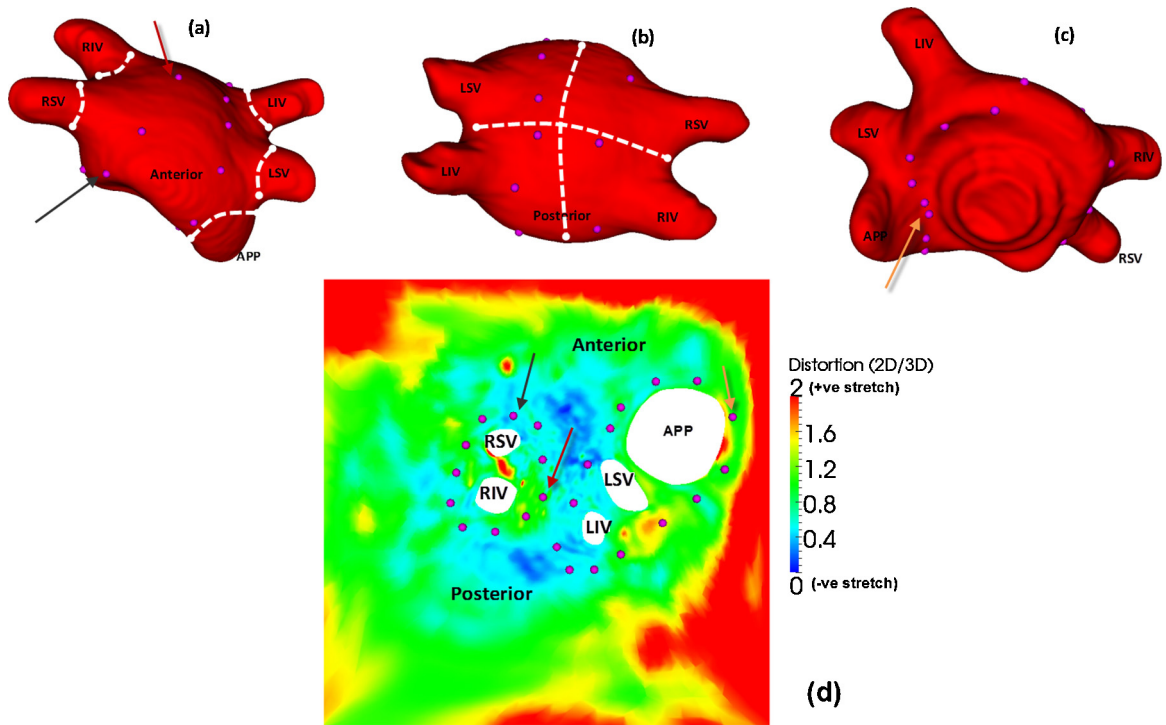 (a)
RIV
RSV
LIV
LSV
Anterior
APP
(b)
LSV
RSV
LIV
RIV
Posterior
(c)
LIV
LSV
RIV
APP
RSV
Anterior
APP
RSV
LSV
RIV
LIV
Posterior
Distortion (2D/3D)
2 (+ve stretch)
1.6
1.2
0.8
0.4
0 (-ve stretch)
(d)